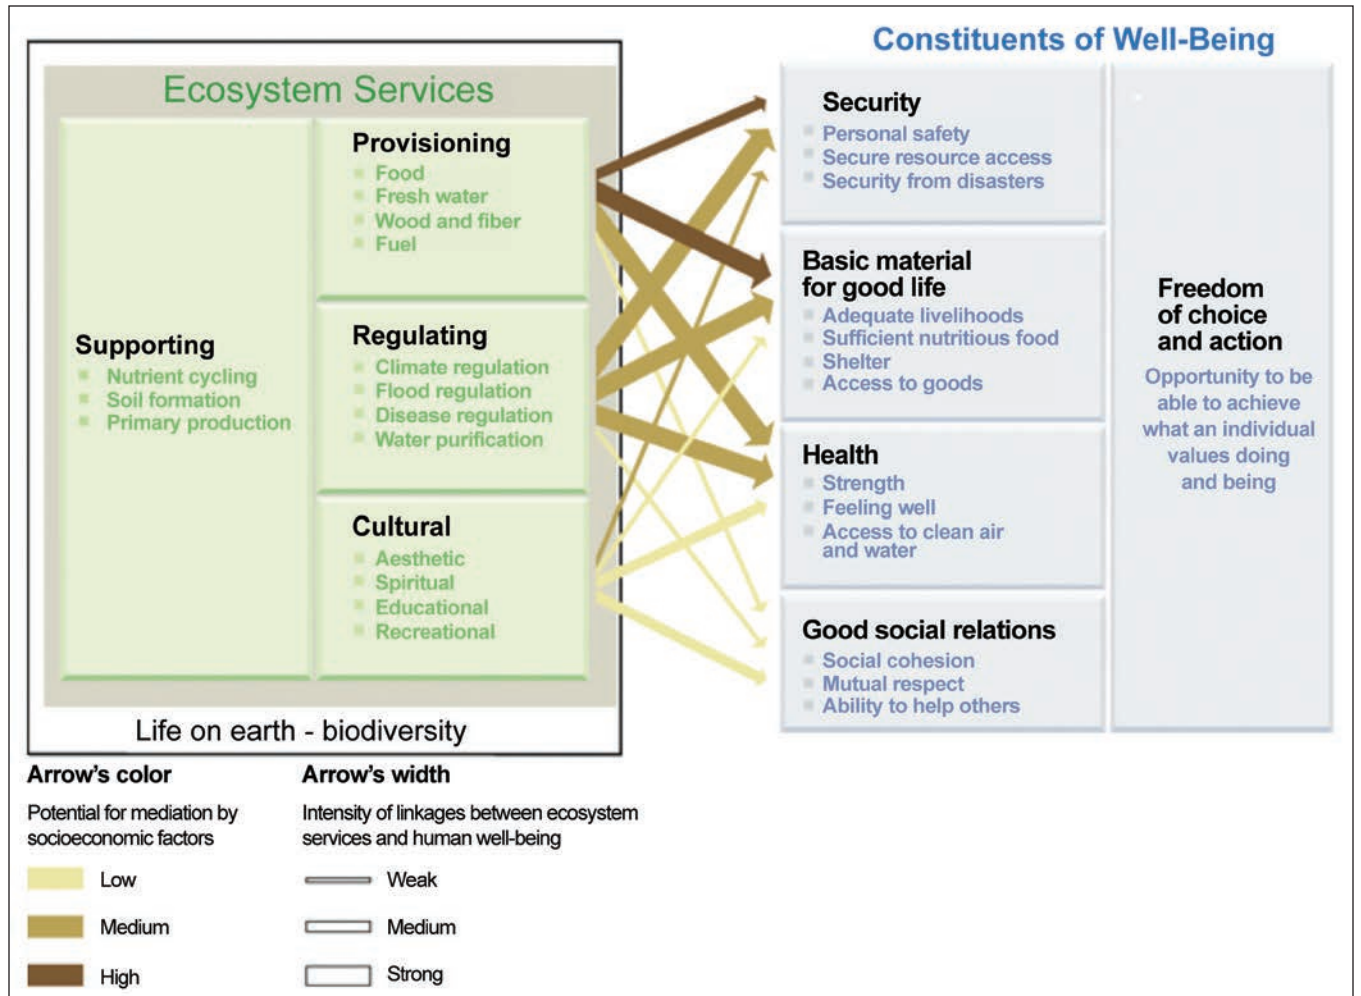 Constituents of Well-Being
Ecosystem Services
Supporting
Nutrient cycling
Soil formation
Primary production
Provisioning
Food
Fresh water
Wood and fiber
Fuel
Regulating
Climate regulation
Flood regulation
Disease regulation
Water purification
Cultural
Aesthetic
Spiritual
Educational
Recreational
Life on earth - biodiversity
Security
Personal safety
Secure resource access
Security from disasters
Basic material
for good life
Adequate livelihoods
Sufficient nutritious food
Shelter
Access to goods
Health
Strength
Feeling well
Access to clean air
and water
Good social relations
Social cohesion
Mutual respect
Ability to help others
Freedom
of choice
and action
Opportunity to be
able to achieve
what an individual
values doing
and being
Arrow's color
Potential for mediation by
socioeconomic factors
Low
Medium
High
Arrow's width
Intensity of linkages between ecosystem
services and human well-being
Weak
Medium
Strong